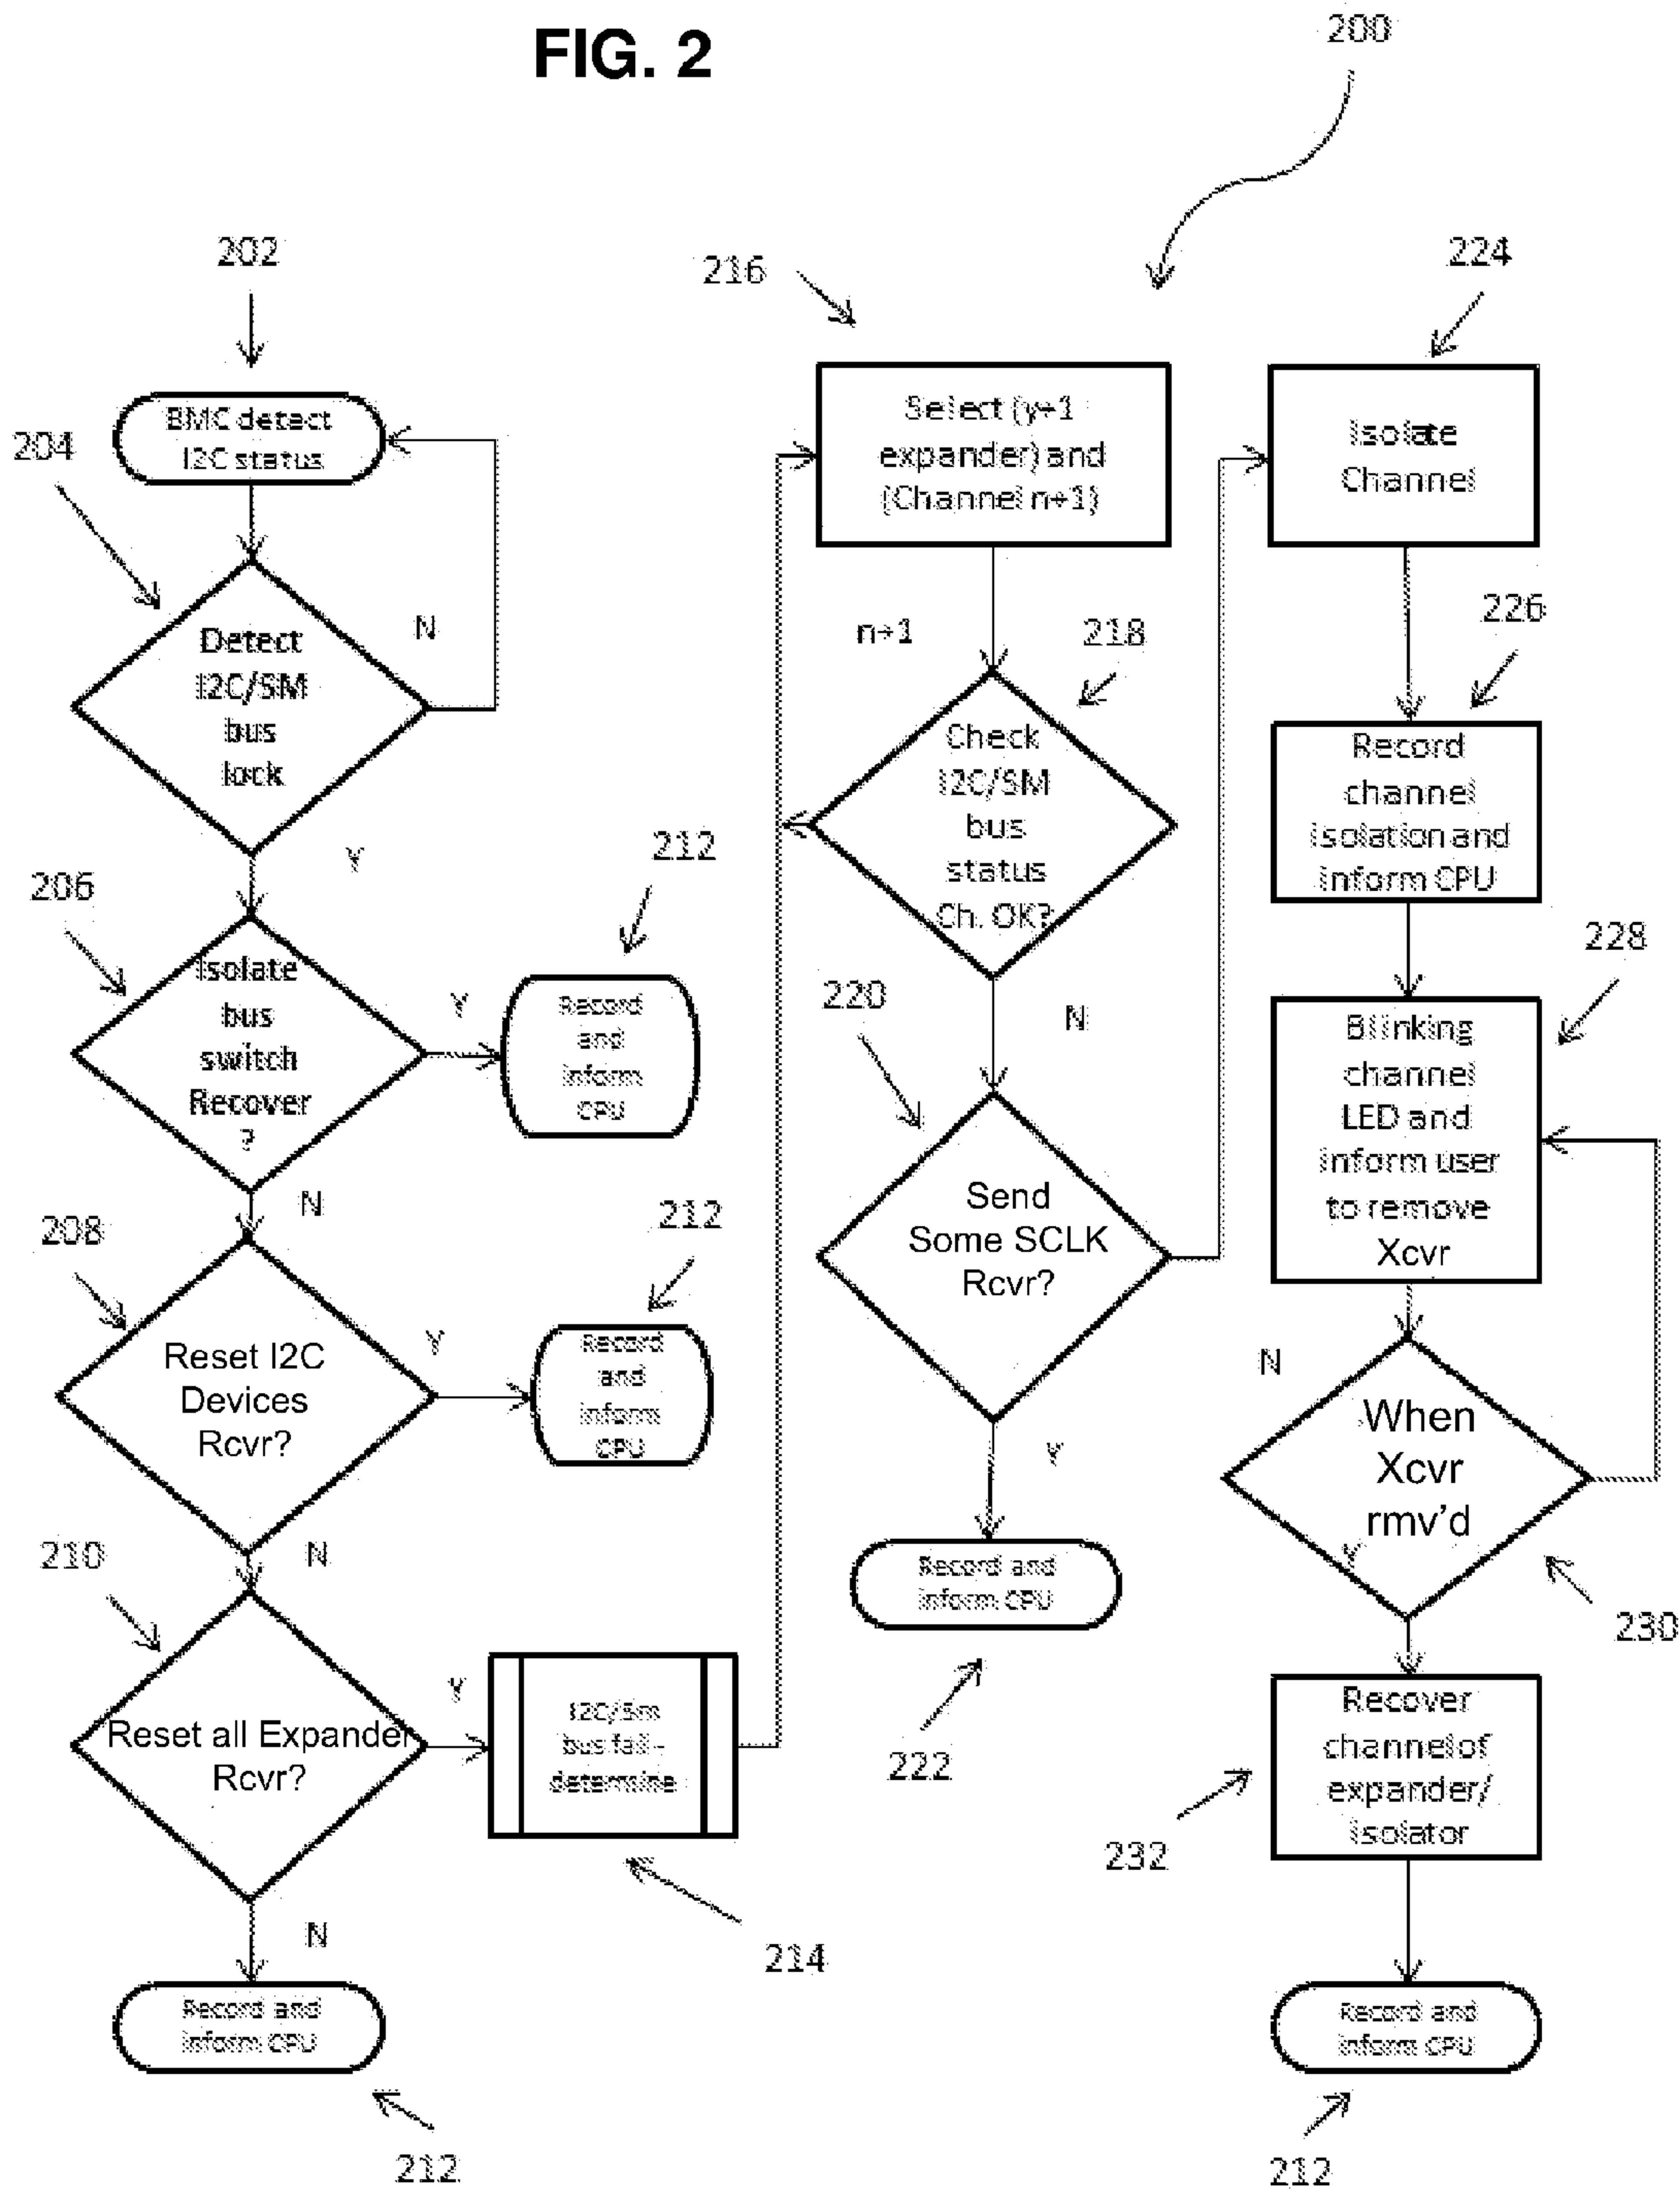 FIG. 2
200
202
BMC detect
I2C status
204
Detect
I2C/SM
bus
lock
N
Y
206
Isolate
bus
switch
Recover
?
Y
212
Record
and
inform
CPU
N
208
Reset I2C
Devices
Rcvr?
Y
212
Record
and
inform
CPU
N
210
Reset all Expander
Rcvr?
Y
I2C/Sm
bus fail-
determine
214
N
Record and
inform CPU
212
216
Select (y+1
expander) and
(Channel n+1)
n+1
218
Check
I2C/SM
bus
status
Ch. OK?
220
N
Send
Some SCLK
Rcvr?
Y
Record and
inform CPU
222
224
Isolate
Channel
226
Record
channel
isolation and
inform CPU
228
Blinking
channel
LED and
inform user
to remove
Xcvr
N
When
Xcvr
rmv'd
Y
230
Recover
channel of
expander/
isolator
232
Record and
inform CPU
212